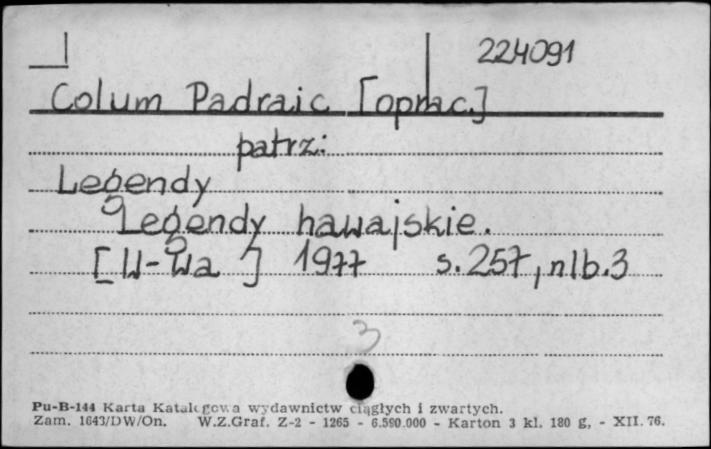 224091
Colum Padraic [oprac.]
patrz:
Legendy
Legendy hawajskie.
[W-wa] 1977 s. 257, nlb. 3
3
Pu-B-144 Karta Katalogowa wydawnictw ciągłych i zwartych.
Zam. 1643/DW/On. W.Z.Graf. Z-2 - 1265 - 6.590.000 - Karton 3 kl. 180 g, - XII. 76.